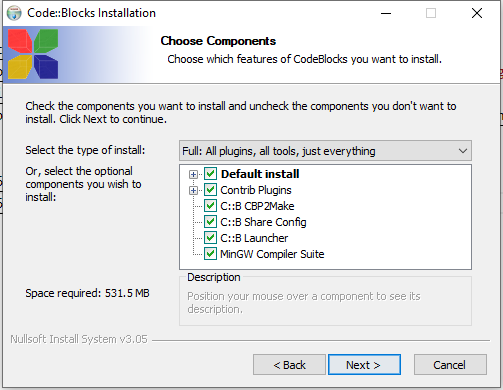 Code::Blocks Installation
Choose Components
Choose which features of CodeBlocks you want to install.
Check the components you want to install and uncheck the components you don't want to
install. Click Next to continue.
Select the type of install:
Full: All plugins, all tools, just everything
Or, select the optional
components you wish to
install:
Default install
Contrib Plugins
C::B CBP2Make
C::B Share Config
C::B Launcher
MinGW Compiler Suite
Space required: 531.5 MB
Description
Position your mouse over a component to see its
description.
Nullsoft Install System v3.05
< Back
Next >
Cancel